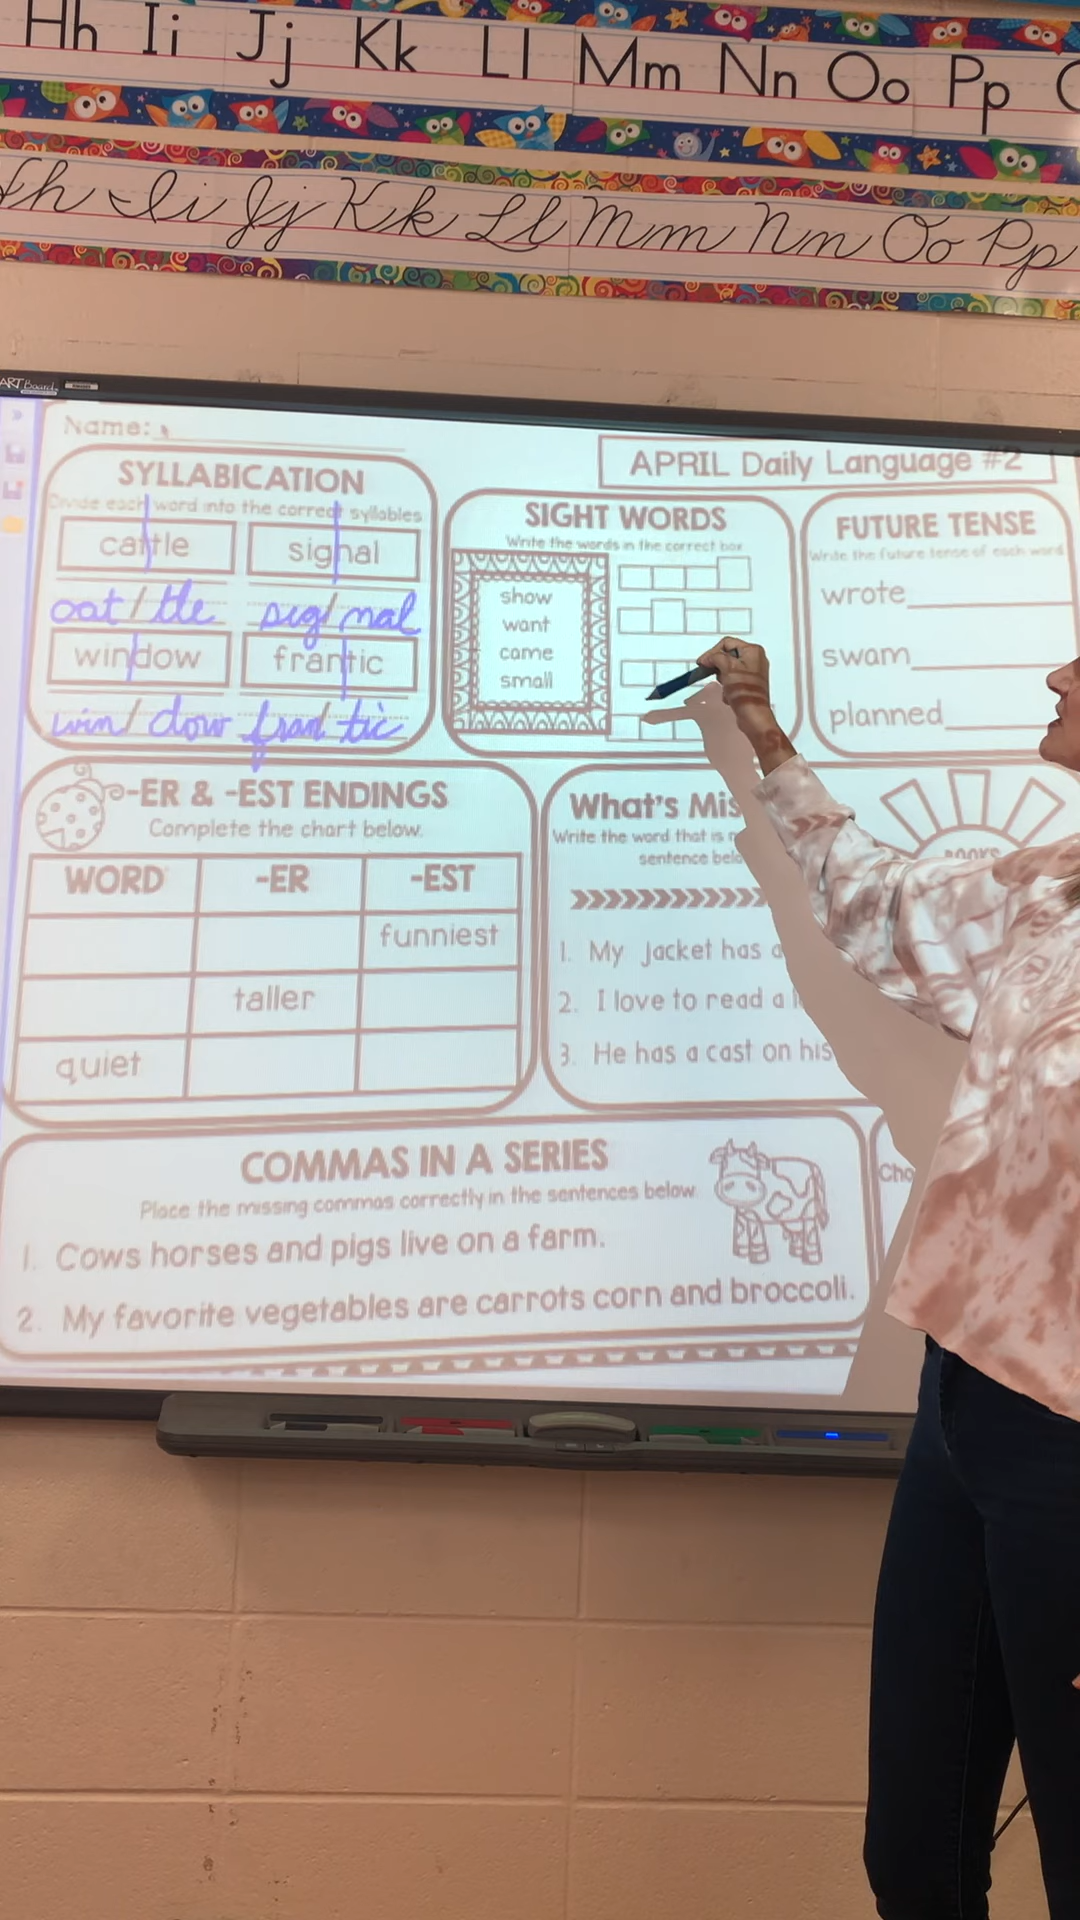 Hh Ii Jj Kk Ll Mm Nn Oo Pp
Hh Ii Jj Kk Ll Mm Nn Oo Pp
Name:
APRIL Daily Language #2
SYLLABICATION
Divide each word into the correct syllables
cattle
signal
cat/tle
sig/nal
window
frantic
win/dow
fran/tic
SIGHT WORDS
Write the words in the correct box
show
want
came
small
FUTURE TENSE
Write the future tense of each word
wrote
swam
planned
-ER & -EST ENDINGS
Complete the chart below.
WORD -ER -EST
funniest
taller
quiet
What's Mis
Write the word that is
sentence
BOOKS
1. My Jacket has a
2. I love to read a
3. He has a cast on his
COMMAS IN A SERIES
Place the missing commas correctly in the sentences below
1. Cows horses and pigs live on a farm.
2. My favorite vegetables are carrots corn and broccoli.
Cho